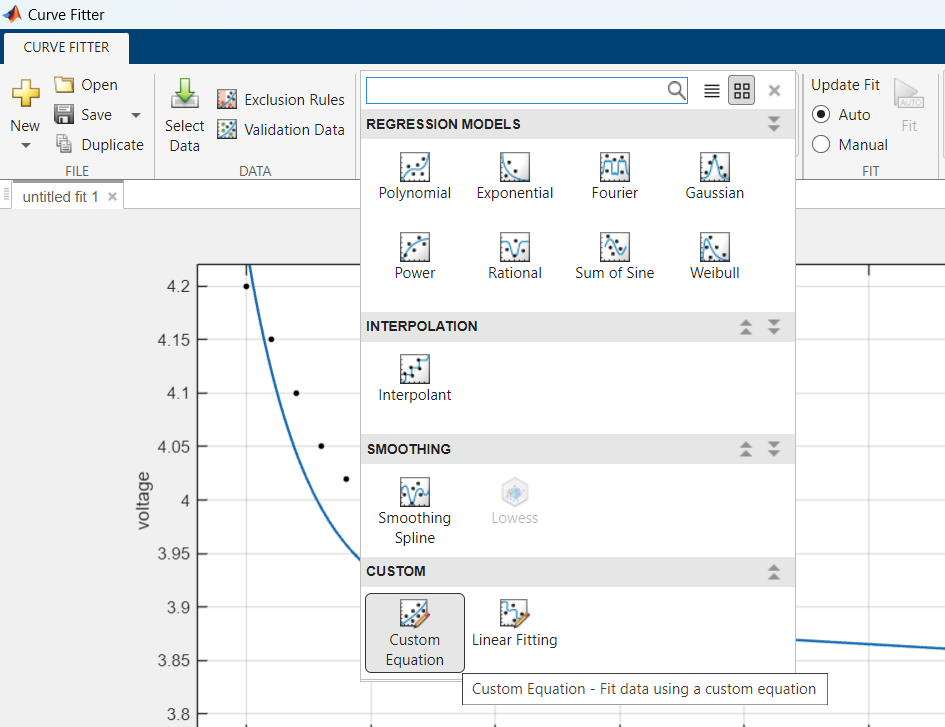 Curve Fitter
CURVE FITTER
New
Open
Save
Duplicate
FILE
Select
Data
Exclusion Rules
Validation Data
DATA
Update Fit
Auto
Manual
AUTO
Fit
FIT
untitled fit 1
REGRESSION MODELS
Polynomial Exponential Fourier Gaussian
Power Rational Sum of Sine Weibull
INTERPOLATION
Interpolant
SMOOTHING
Smoothing
Spline
Lowess
CUSTOM
Custom
Equation
Linear Fitting
Custom Equation - Fit data using a custom equation
voltage
4.2
4.15
4.1
4.05
4
3.95
3.9
3.85
3.8